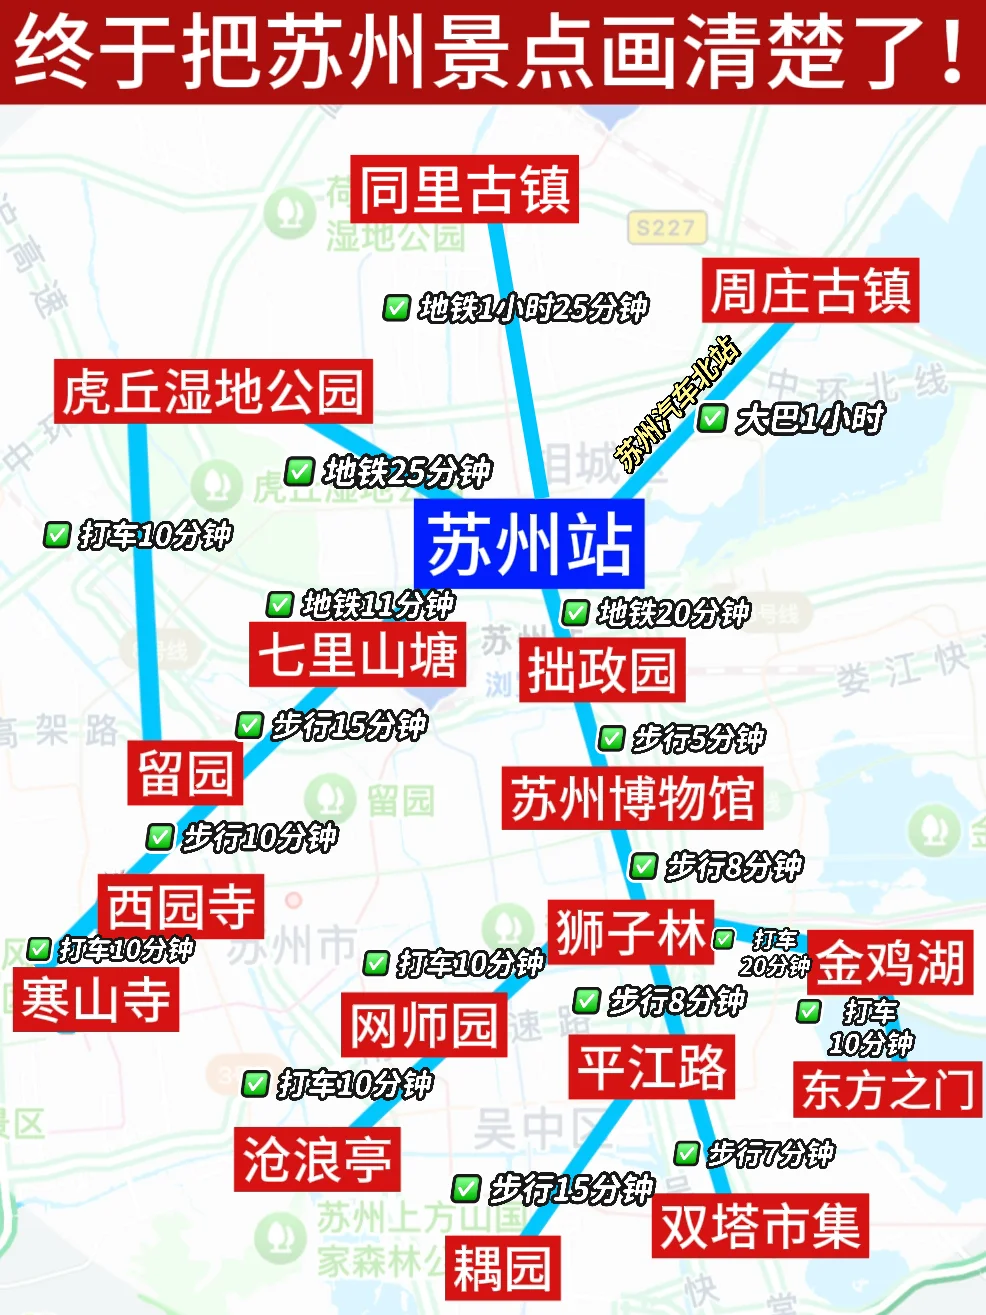 终于把苏州景点画清楚了！
同里古镇
湿地公园
S227
周庄古镇
✅ 地铁1小时25分钟
苏州汽车北站
虎丘湿地公园
中环北线
✅ 大巴1小时
✅ 地铁25分钟
✅ 打车10分钟
苏州站
✅ 地铁11分钟
✅ 地铁20分钟
七里山塘
拙政园
娄江快
高架路
✅ 步行15分钟
✅ 步行5分钟
留园
苏州博物馆
留园
✅ 步行10分钟
✅ 步行8分钟
西园寺
狮子林
苏州市
✅ 打车10分钟
✅ 打车10分钟
✅ 打车
20分钟
金鸡湖
寒山寺
网师园
速路
✅ 步行8分钟
✅ 打车
10分钟
平江路
✅ 打车10分钟
东方之门
吴中区
景区
沧浪亭
✅ 步行7分钟
✅ 步行15分钟
苏州上方山国
家森林公
双塔市集
耦园
快